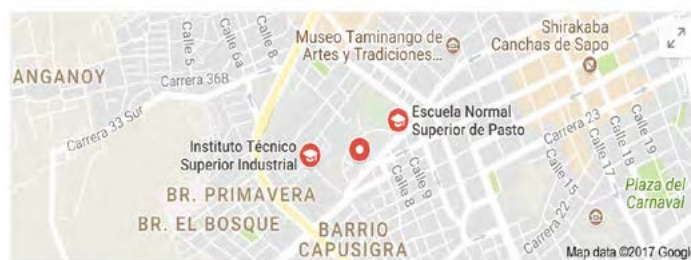 Museo Taminango de
Artes y Tradiciones...
Shirakaba
Canchas de Sapo
ANGANOY
Calle 5
Calle 6a
Calle 8
Carrera 36B
Carrera 33 Sur
Escuela Normal
Superior de Pasto
Instituto Técnico
Superior Industrial
Carrera 23
Calle 19
Calle 18
Calle 17
Calle 15
Carrera 22
Calle 9
Calle 8
Plaza del
Carnaval
BR. PRIMAVERA
BR. EL BOSQUE
BARRIO
CAPUSIGRA
Map data ©2017 Google